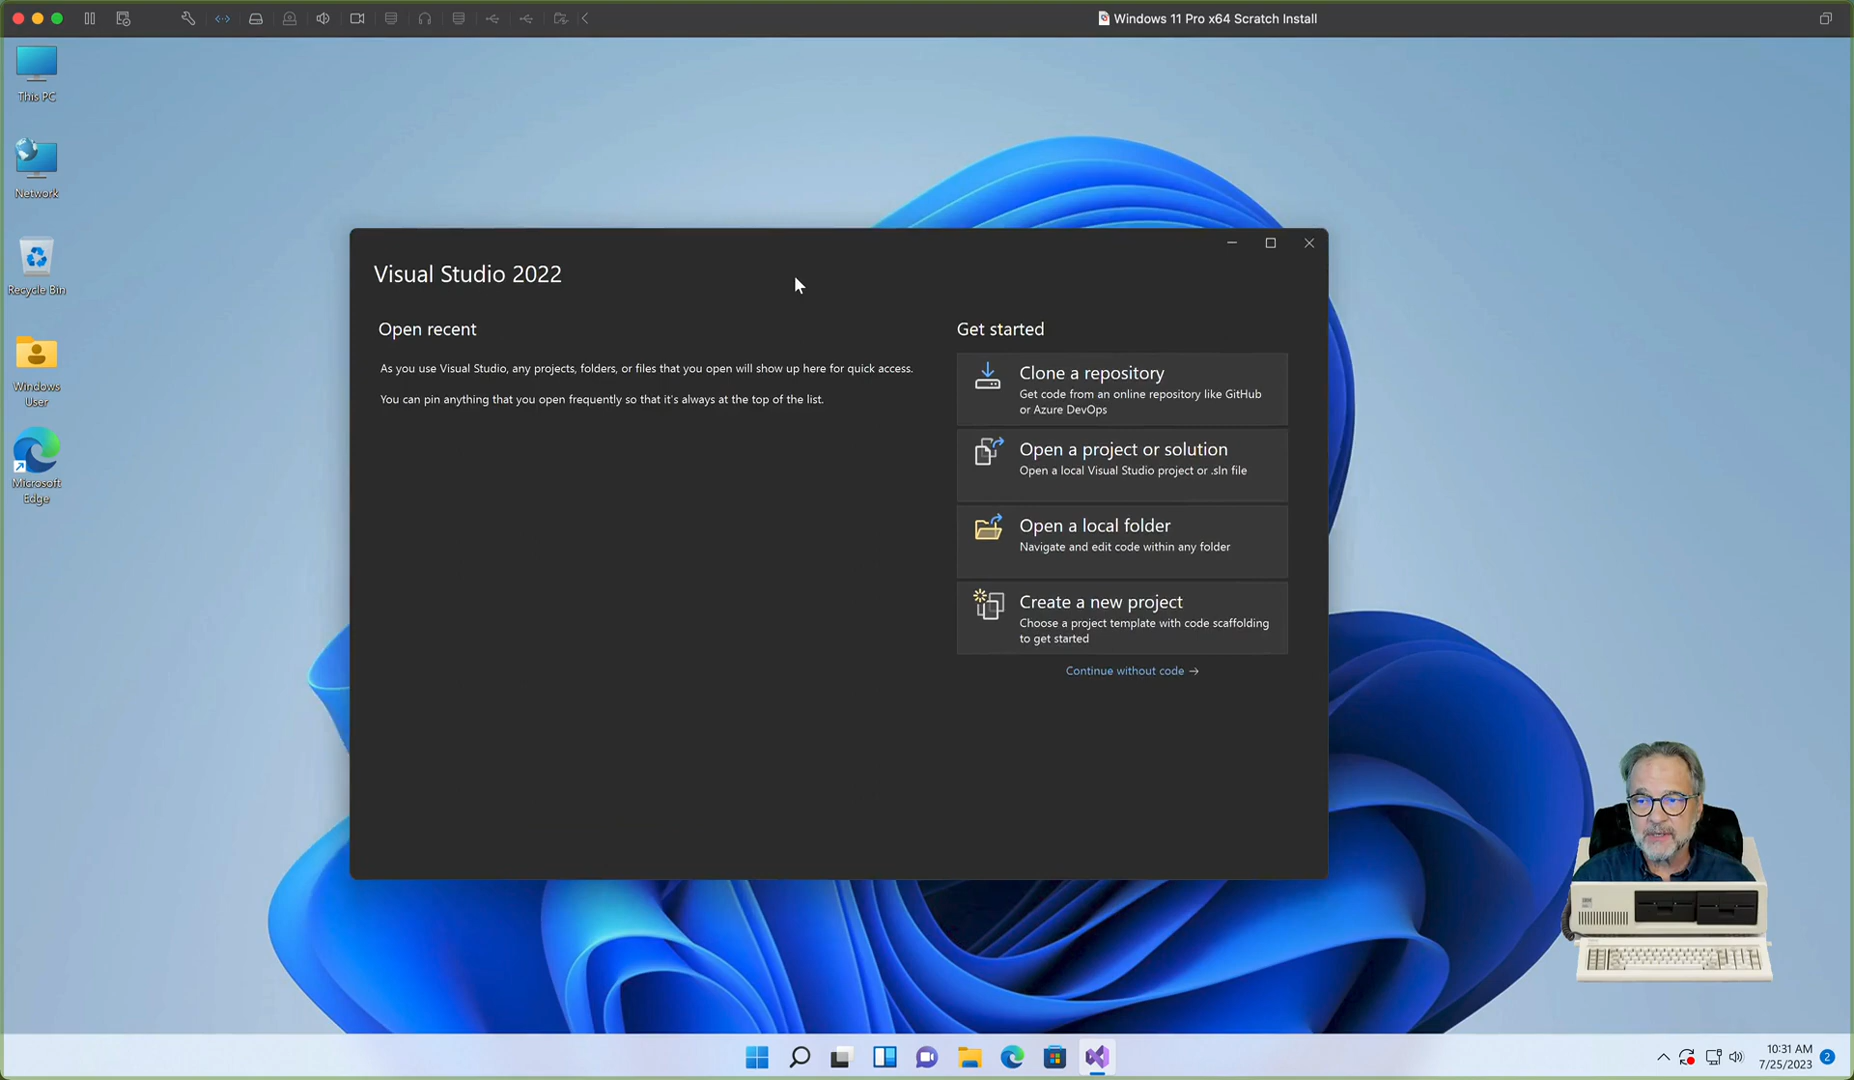 Windows 11 Pro x64 Scratch Install
This PC
Network
Recycle Bin
Windows
User
Microsoft
Edge
Visual Studio 2022
Open recent
As you use Visual Studio, any projects, folders, or files that you open will show up here for quick access.
You can pin anything that you open frequently so that it's always at the top of the list.
Get started
Clone a repository
Get code from an online repository like GitHub
or Azure DevOps
Open a project or solution
Open a local Visual Studio project or .sln file
Open a local folder
Navigate and edit code within any folder
Create a new project
Choose a project template with code scaffolding
to get started
Continue without code →
10:31 AM
7/25/2023
2